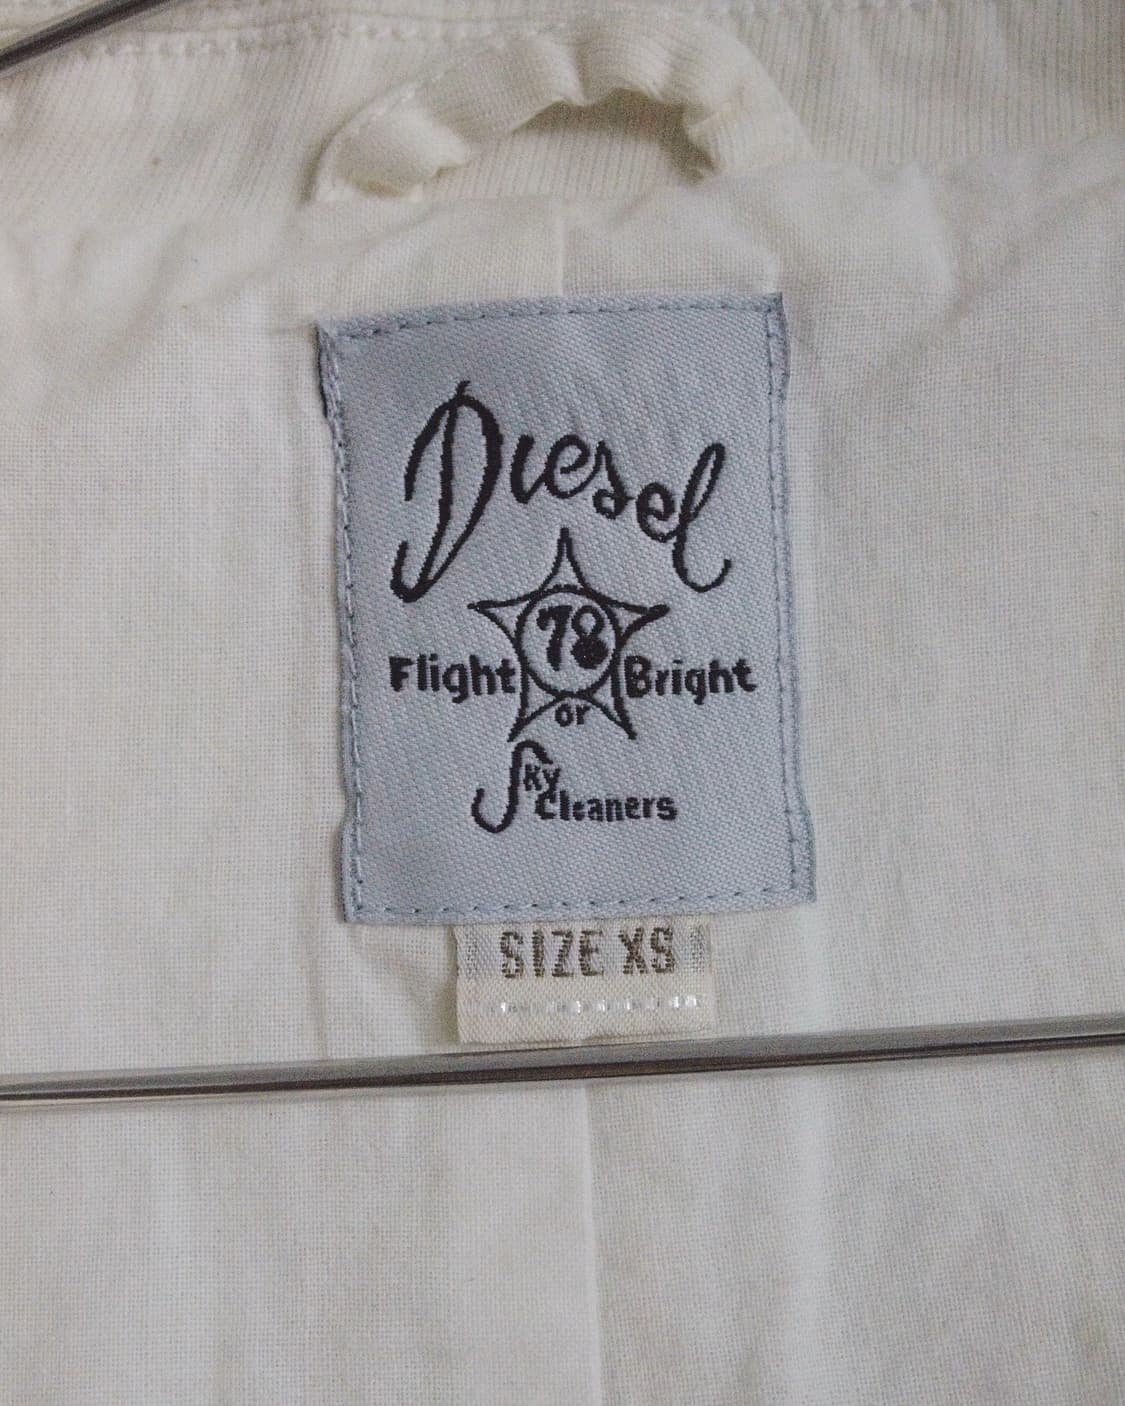 Diesel
78
Flight Bright
or
Sky
Cleaners
SIZE XS